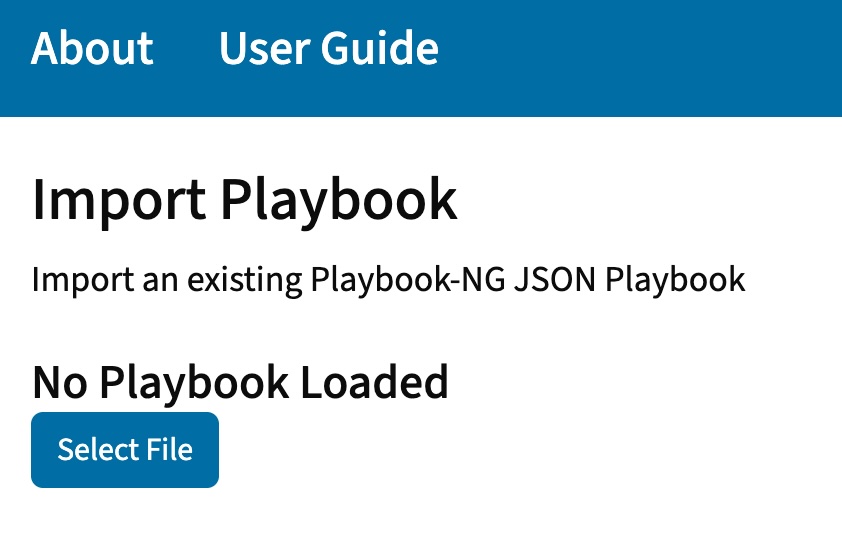 About User Guide
Import Playbook
Import an existing Playbook-NG JSON Playbook
No Playbook Loaded
Select File